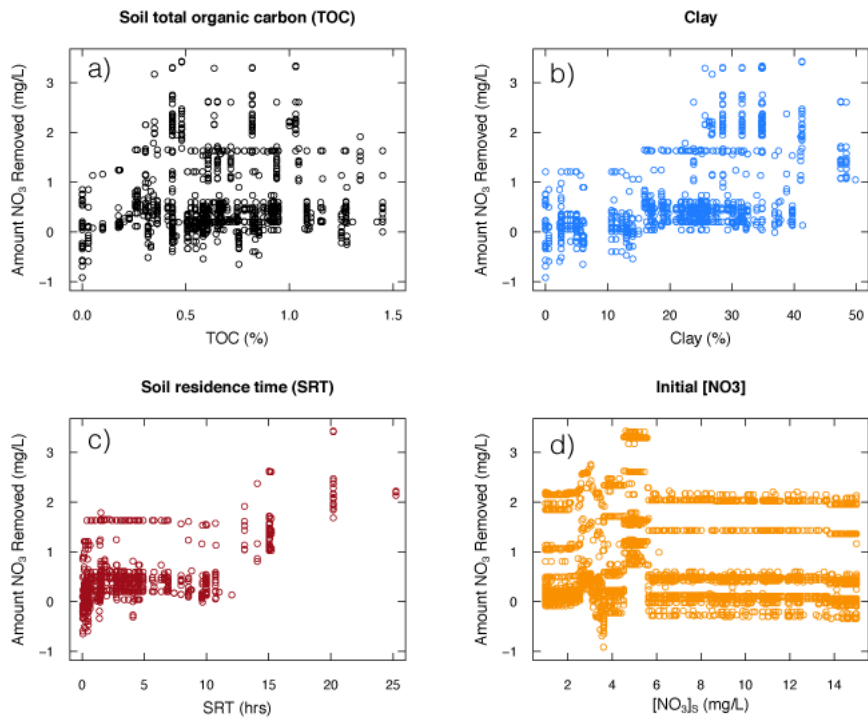 Soil total organic carbon (TOC)
a)
Amount NO3 Removed (mg/L)
3
2
1
0
−1
0.0 0.5 1.0 1.5
TOC (%)
Clay
b)
Amount NO3 Removed (mg/L)
3
2
1
0
−1
0 10 20 30 40 50
Clay (%)
Soil residence time (SRT)
c)
Amount NO3 Removed (mg/L)
3
2
1
0
−1
0 5 10 15 20 25
SRT (hrs)
Initial [NO3]
d)
Amount NO3 Removed (mg/L)
3
2
1
0
−1
2 4 6 8 10 12 14
[NO3]S (mg/L)